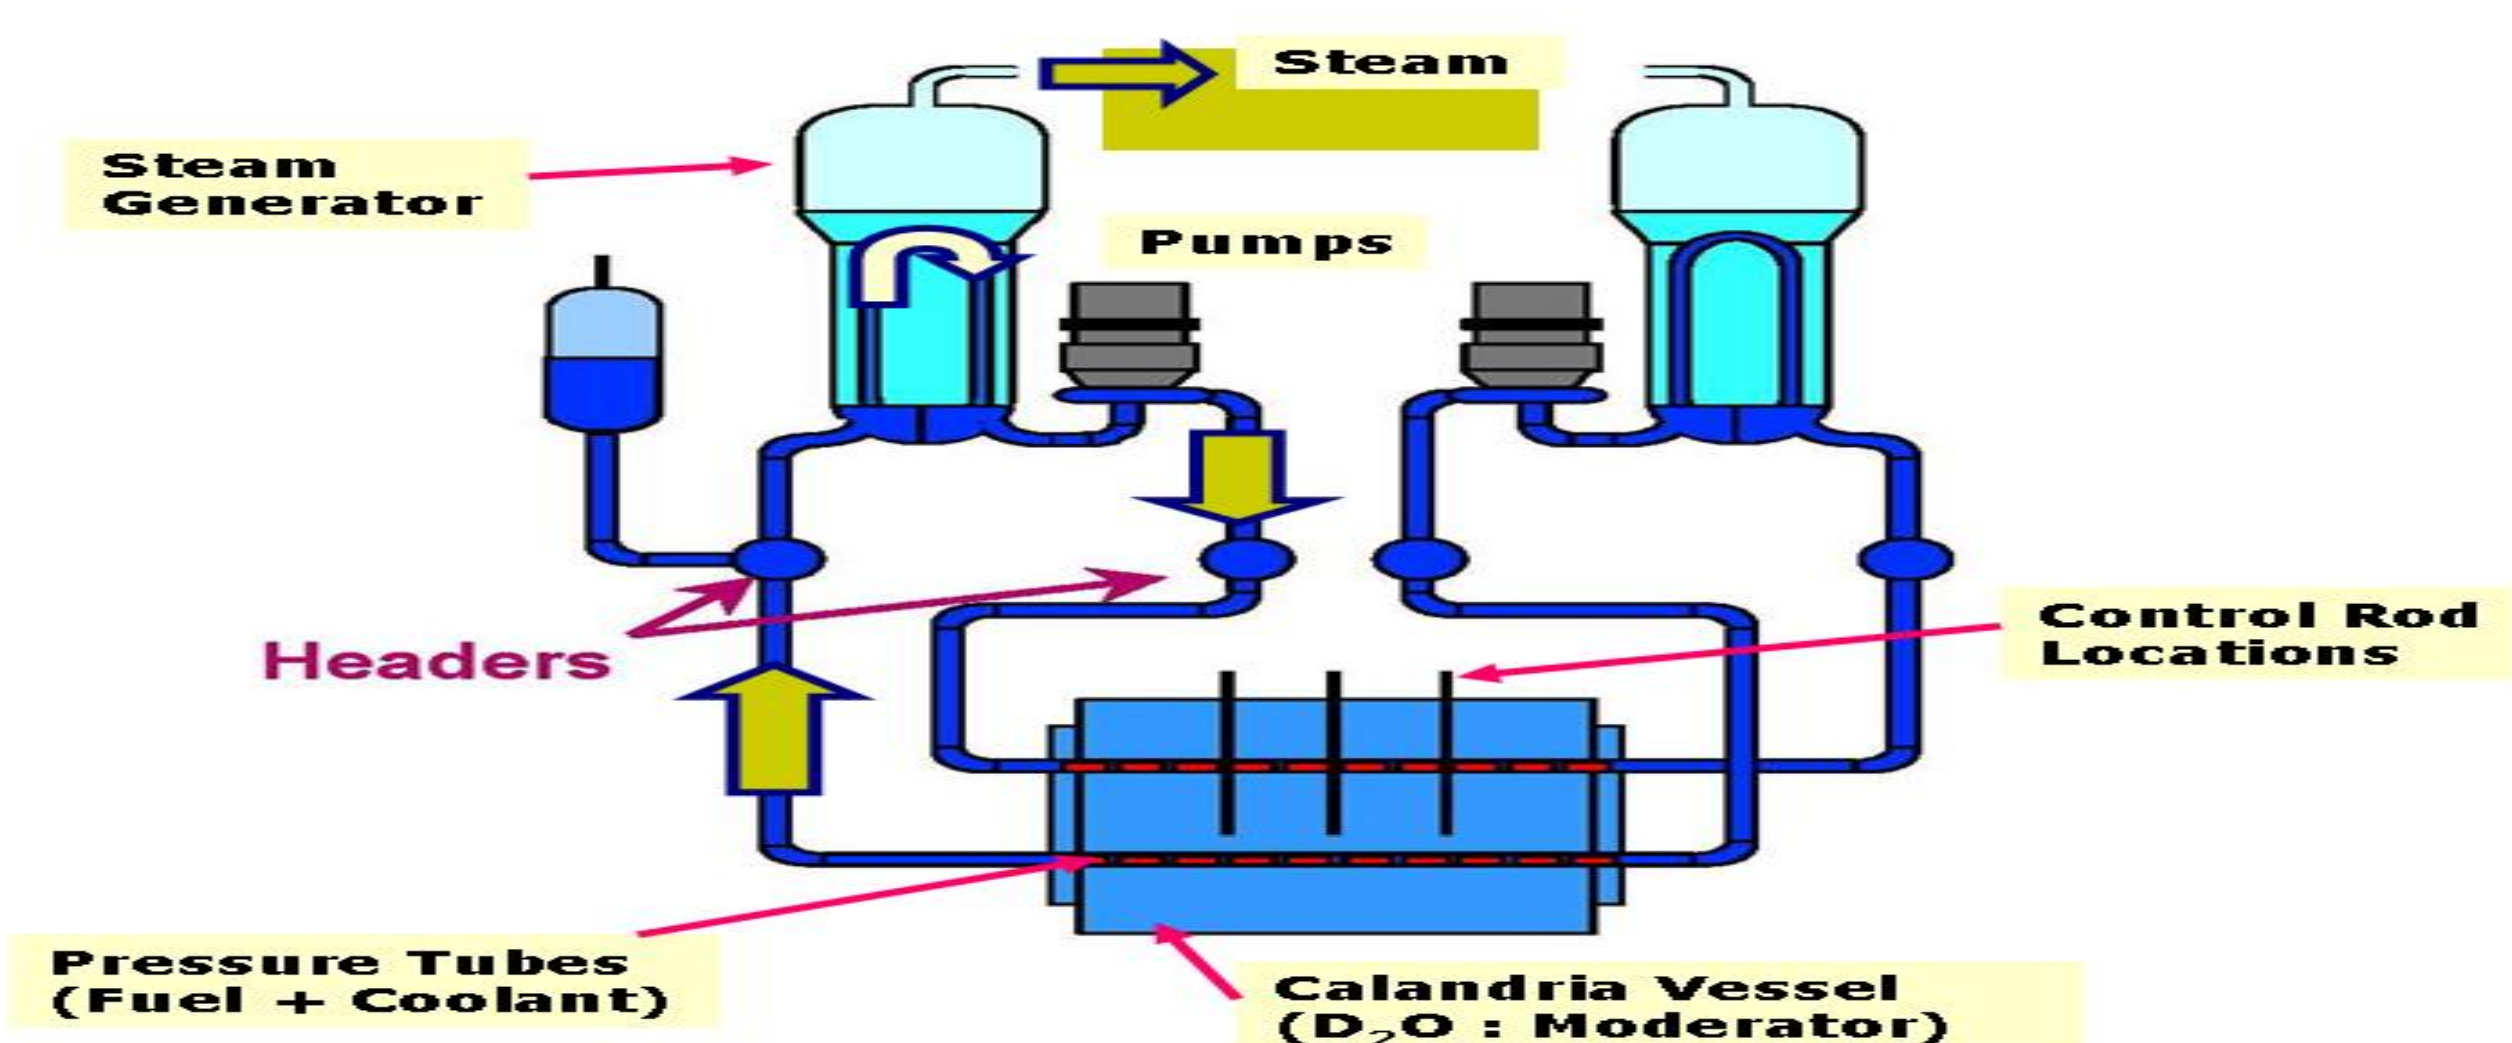 Steam
Steam
Generator
Pumps
Headers
Control Rod
Locations
Pressure Tubes
(Fuel + Coolant)
Calandria Vessel
(D₂O : Moderator)